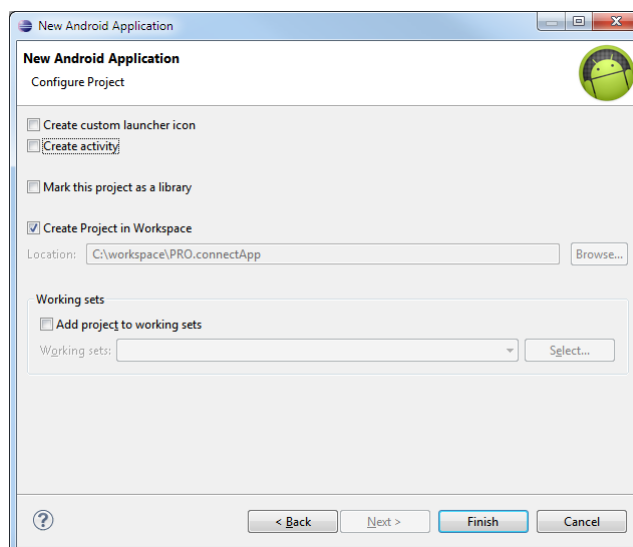 New Android Application
New Android Application
Configure Project
Create custom launcher icon
Create activity
Mark this project as a library
Create Project in Workspace
Location: C:\workspace\PRO.connectApp Browse...
Working sets
Add project to working sets
Working sets: Select...
? < Back Next > Finish Cancel